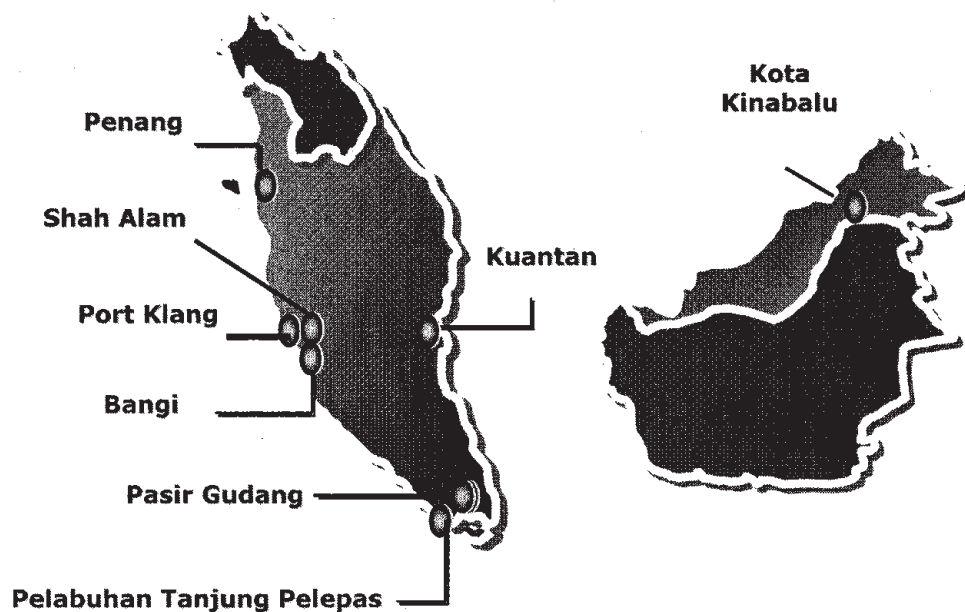 Penang
Shah Alam
Port Klang
Bangi
Pasir Gudang
Pelabuhan Tanjung Pelepas
Kuantan
Kota
Kinabalu